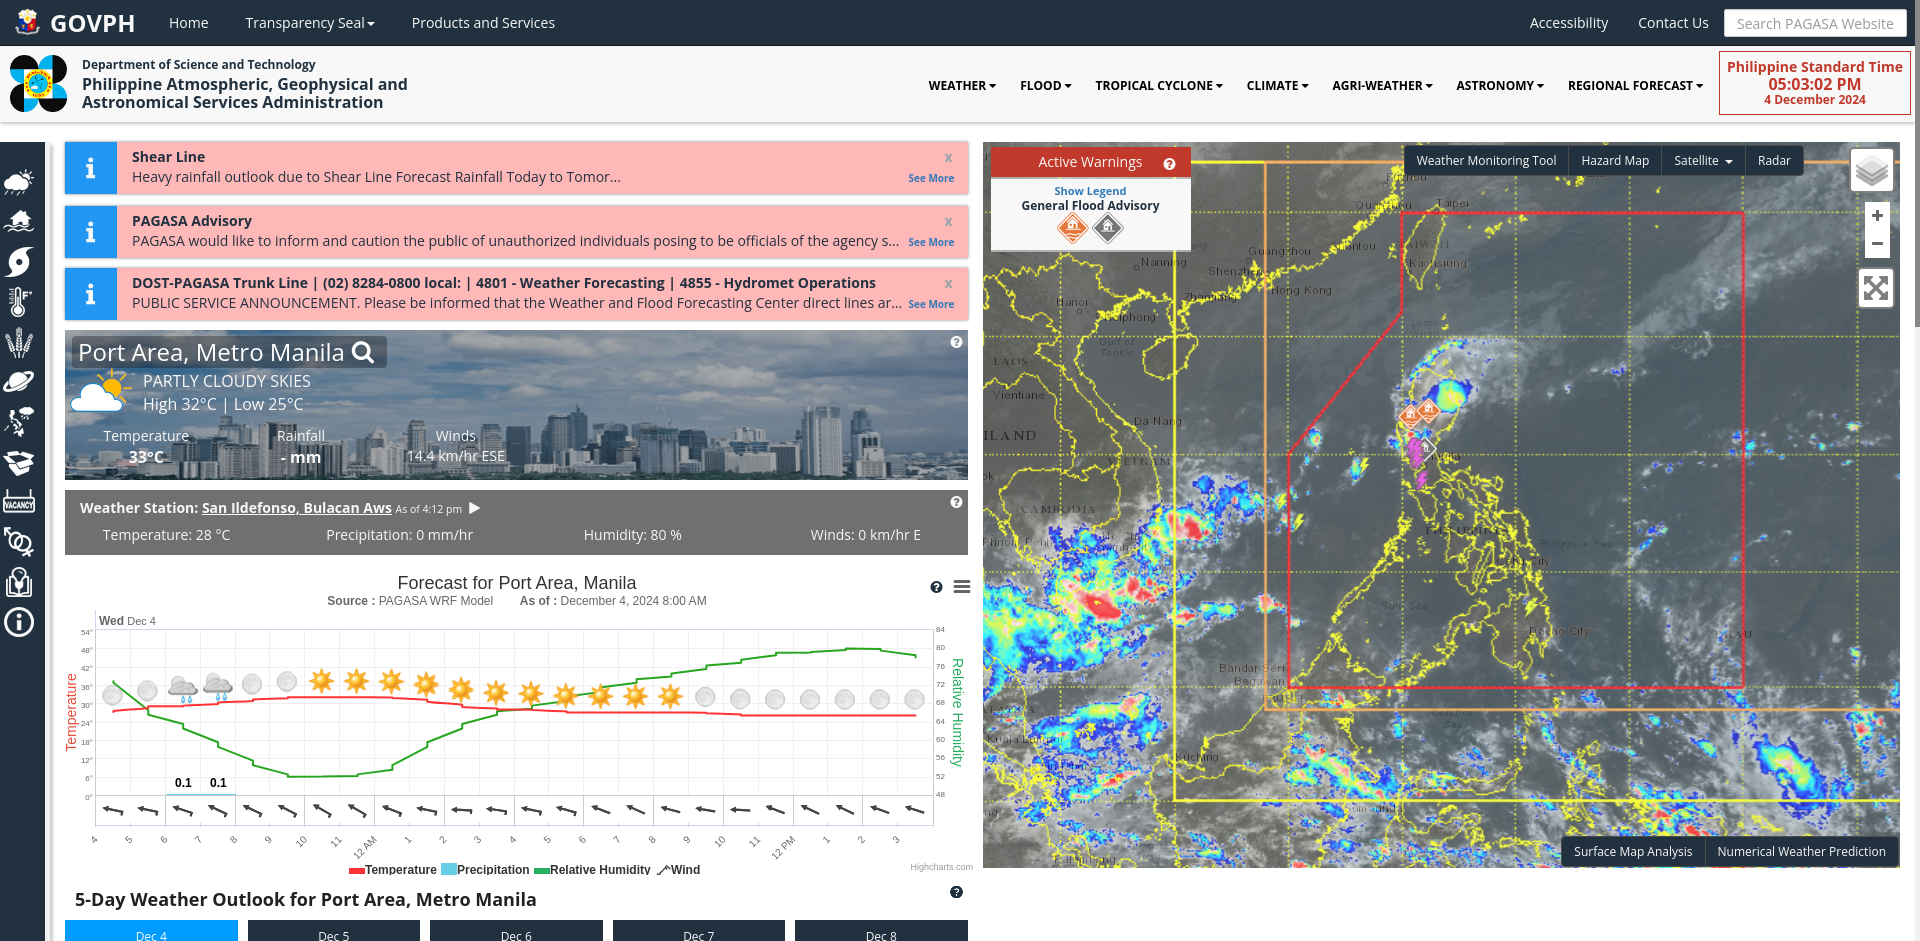 GOVPH
Home
Transparency Seal
Products and Services
Accessibility
Contact Us
Search PAGASA Website
Department of Science and Technology
Philippine Atmospheric, Geophysical and
Astronomical Services Administration
WEATHER
FLOOD
TROPICAL CYCLONE
CLIMATE
AGRI-WEATHER
ASTRONOMY
REGIONAL FORECAST
Philippine Standard Time
05:03:02 PM
4 December 2024
Shear Line
x
Heavy rainfall outlook due to Shear Line Forecast Rainfall Today to Tomor...
See More
PAGASA Advisory
x
PAGASA would like to inform and caution the public of unauthorized individuals posing to be officials of the agency s...
See More
DOST-PAGASA Trunk Line | (02) 8284-0800 local: | 4801 - Weather Forecasting | 4855 - Hydromet Operations
x
PUBLIC SERVICE ANNOUNCEMENT. Please be informed that the Weather and Flood Forecasting Center direct lines ar...
See More
VACANCY
Port Area, Metro Manila
PARTLY CLOUDY SKIES
High 32°C | Low 25°C
Temperature
33°C
Rainfall
- mm
Winds
14.4 km/hr ESE
Weather Station: San Ildefonso, Bulacan Aws As of 4:12 pm
Temperature: 28 °C
Precipitation: 0 mm/hr
Humidity: 80 %
Winds: 0 km/hr E
Forecast for Port Area, Manila
Source : PAGASA WRF Model As of : December 4, 2024 8:00 AM
Wed Dec 4
Temperature
54°
48°
42°
36°
30°
24°
18°
12°
6°
0°
84
80
76
72
68
64
60
56
52
48
Relative Humidity
0.1
0.1
4 5 6 7 8 9 10 11 12 AM 1 2 3 4 5 6 7 8 9 10 11 12 PM 1 2 3
Temperature Precipitation Relative Humidity Wind
Highcharts.com
5-Day Weather Outlook for Port Area, Metro Manila
Dec 4
Dec 5
Dec 6
Dec 7
Dec 8
Active Warnings
Show Legend
General Flood Advisory
Weather Monitoring Tool
Hazard Map
Satellite
Radar
+
−
Taipei
Guangzhou
Nanning
Kaohsiung
Hong Kong
Hanoi
Luzon
Gulf of
Tonkin
LAOS
Vientiane
Da Nang
VIETNAM
CAMBODIA
Philippine Sea
Sulu Sea
Davao City
PALAU
Bandar Seri
Begawan
Kuala Lumpur
Kuching
Celebes
Sea
Samarinda
Surface Map Analysis
Numerical Weather Prediction